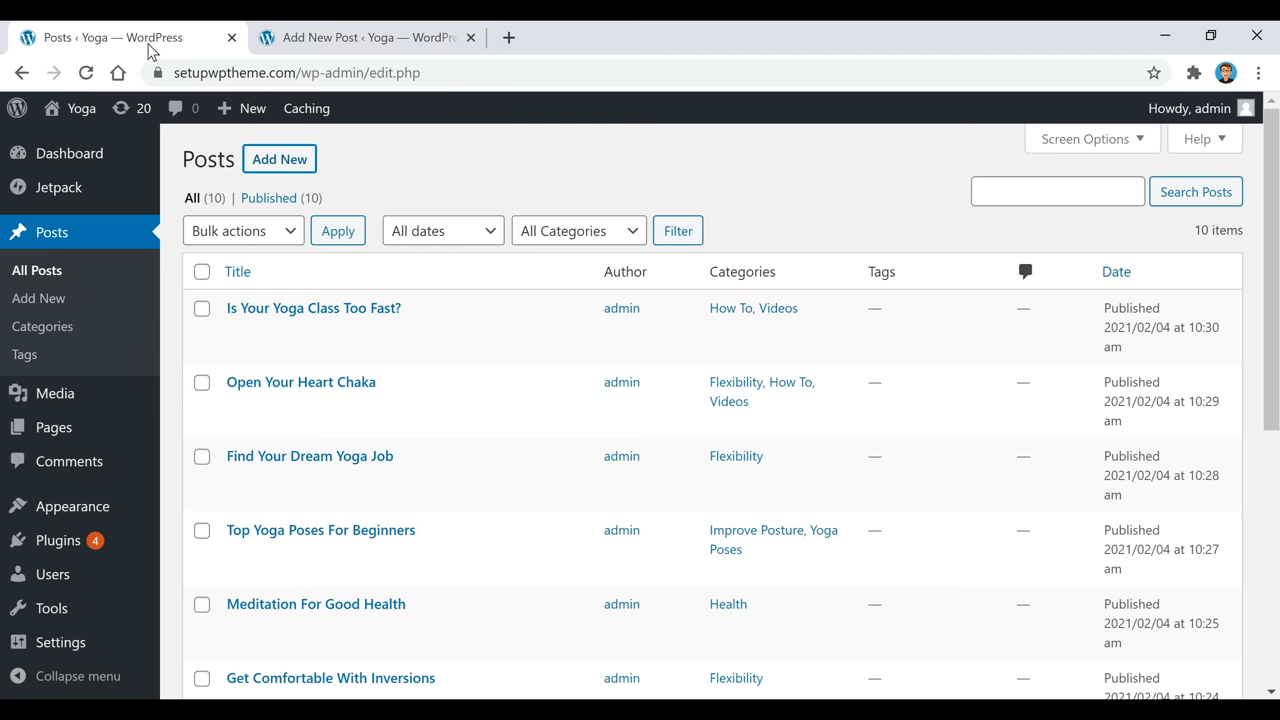 Posts ‹ Yoga — WordPress
Add New Post ‹ Yoga — WordPre
setupwptheme.com/wp-admin/edit.php
Yoga 20 0 New Caching Howdy, admin
Dashboard
Jetpack
Posts
All Posts
Add New
Categories
Tags
Media
Pages
Comments
Appearance
Plugins 4
Users
Tools
Settings
Collapse menu
Screen Options Help
Posts Add New
All (10) | Published (10)
Search Posts
Bulk actions Apply All dates All Categories Filter
10 items
Title Author Categories Tags Date
Is Your Yoga Class Too Fast? admin How To, Videos — — Published
2021/02/04 at 10:30
am
Open Your Heart Chaka admin Flexibility, How To, — — Published
Videos 2021/02/04 at 10:29
am
Find Your Dream Yoga Job admin Flexibility — — Published
2021/02/04 at 10:28
am
Top Yoga Poses For Beginners admin Improve Posture, Yoga — — Published
Poses 2021/02/04 at 10:27
am
Meditation For Good Health admin Health — — Published
2021/02/04 at 10:25
am
Get Comfortable With Inversions admin Flexibility — — Published
2021/02/04 at 10:24